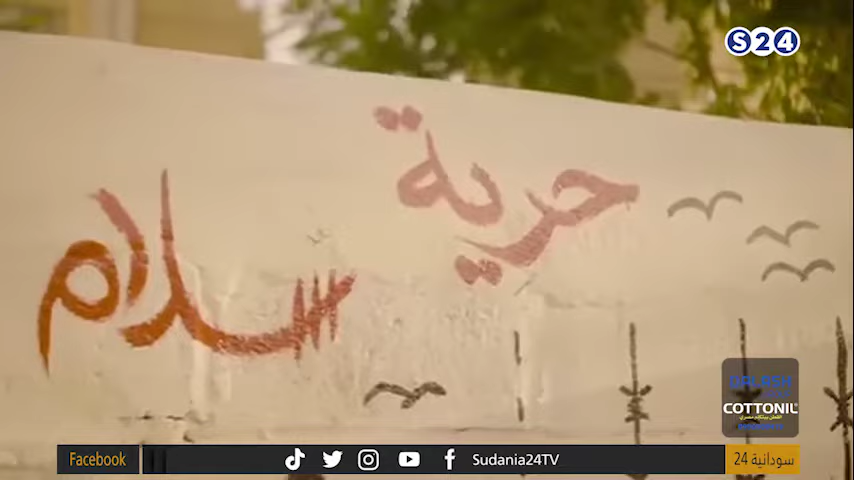 S24
حرية
سلام
COTTONIL
Facebook
Sudania24TV
سودانية 24